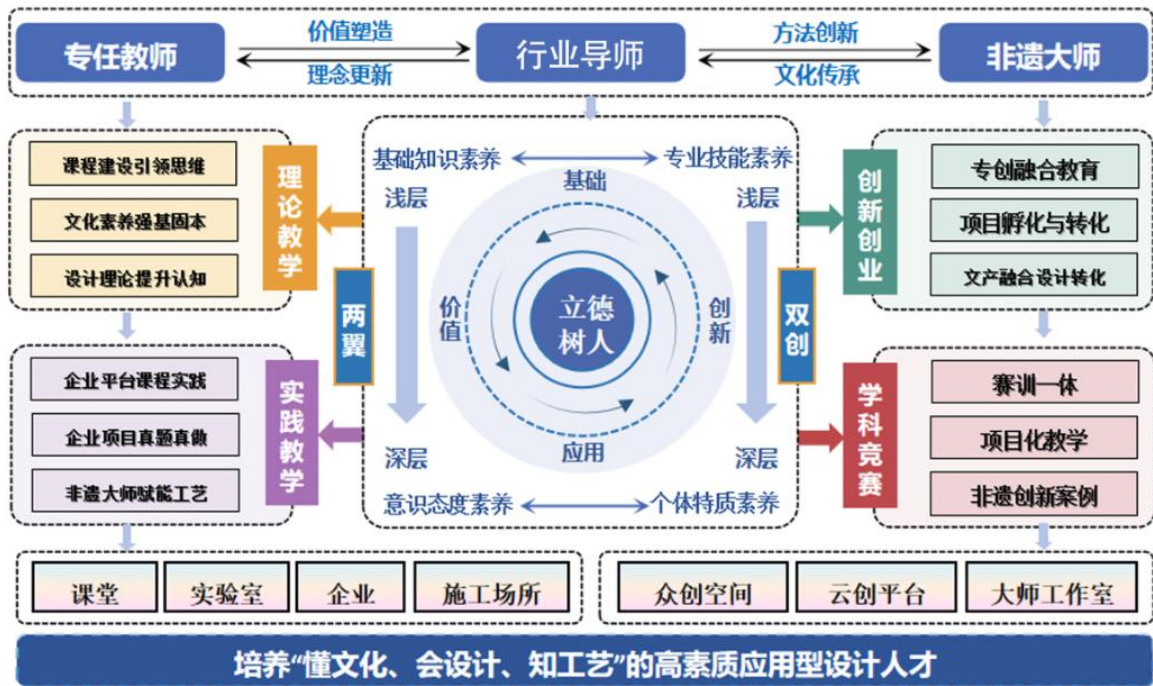 专任教师
价值塑造
理念更新
行业导师
方法创新
文化传承
非遗大师
课程建设引领思维
文化素养强基固本
设计理论提升认知
理论教学
企业平台课程实践
企业项目真题真做
非遗大师赋能工艺
实践教学
两翼
基础知识素养
专业技能素养
浅层
浅层
基础
价值
立德
树人
创新
应用
深层
深层
意识态度素养
个体特质素养
双创
创新创业
专创融合教育
项目孵化与转化
文产融合设计转化
学科竞赛
赛训一体
项目化教学
非遗创新案例
课堂
实验室
企业
施工场所
众创空间
云创平台
大师工作室
培养“懂文化、会设计、知工艺”的高素质应用型设计人才